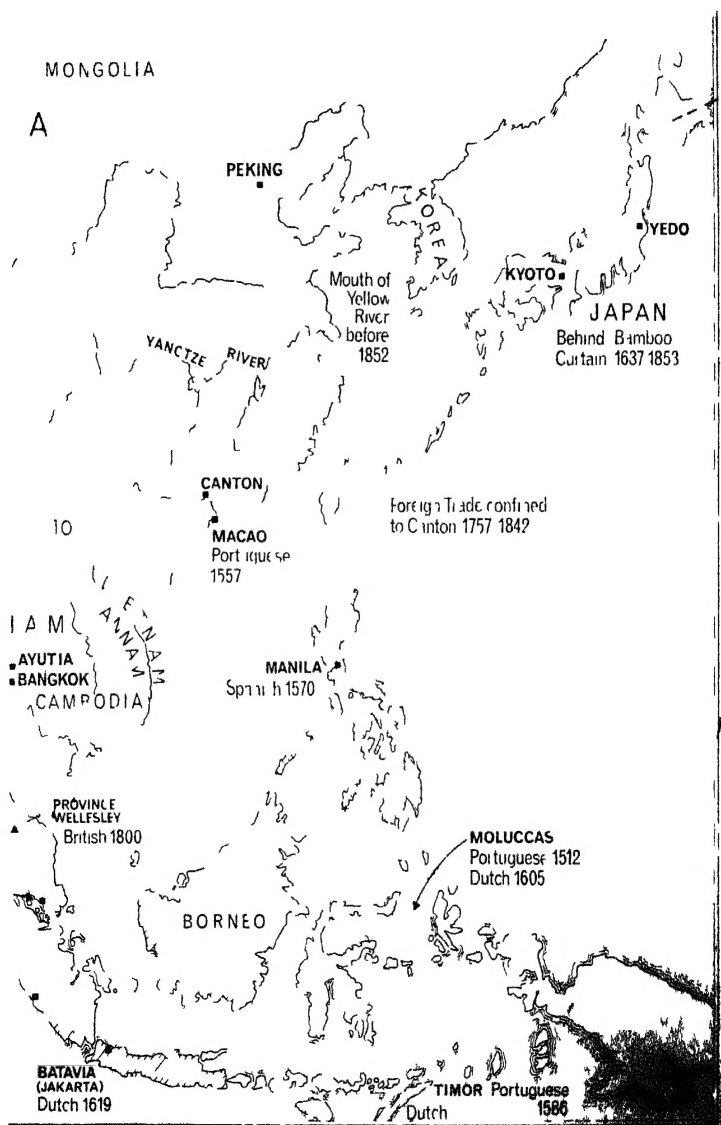 MONGOLIA
A
PEKING
KOREA
YEDO
KYOTO
Mouth of
Yellow
River
before
1852
JAPAN
Behind Bamboo
Curtain 1637 1853
YANGTZE RIVER
CANTON
Foreign Trade confined
to Canton 1757 1842
10
MACAO
Portuguese
1557
IAM
ANNAM
E-NAM
AYUTIA
BANGKOK
CAMBODIA
MANILA
Spanish 1570
PROVINCE
WELLESLEY
British 1800
MOLUCCAS
Portuguese 1512
Dutch 1605
BORNEO
BATAVIA
(JAKARTA)
Dutch 1619
TIMOR Portuguese
1586
Dutch